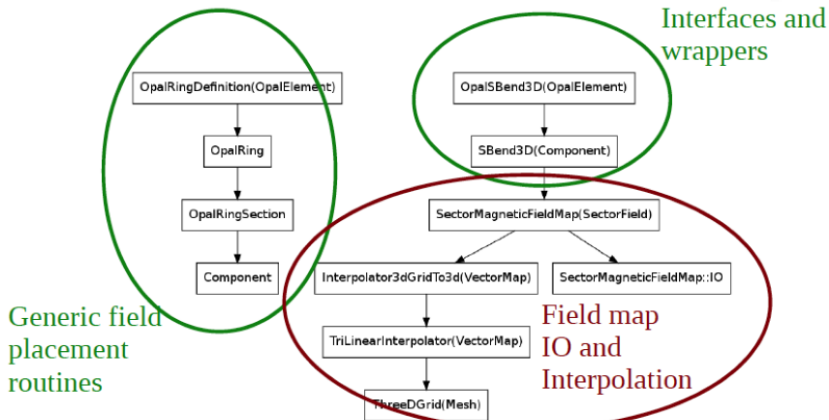 Interfaces and
wrappers
OpalRingDefinition(OpalElement)
OpalSBend3D(OpalElement)
OpalRing
SBend3D(Component)
OpalRingSection
SectorMagneticFieldMap(SectorField)
Component
Interpolator3dGridTo3d(VectorMap)
SectorMagneticFieldMap::IO
Generic field
placement
routines
Field map
IO and
Interpolation
TriLinearInterpolator(VectorMap)
ThreeDGrid(Mesh)